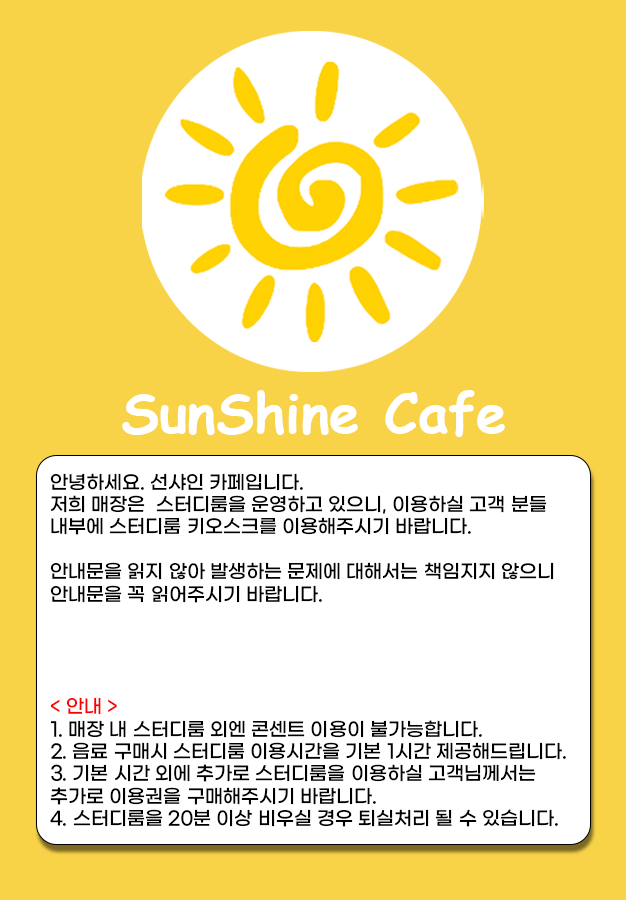 SunShine Cafe
안녕하세요. 선샤인 카페입니다.
저희 매장은 스터디룸을 운영하고 있으니, 이용하실 고객 분들
내부에 스터디룸 키오스크를 이용해주시기 바랍니다.
안내문을 읽지 않아 발생하는 문제에 대해서는 책임지지 않으니
안내문을 꼭 읽어주시기 바랍니다.
< 안내 >
1. 매장 내 스터디룸 외엔 콘센트 이용이 불가능합니다.
2. 음료 구매시 스터디룸 이용시간을 기본 1시간 제공해드립니다.
3. 기본 시간 외에 추가로 스터디룸을 이용하실 고객님께서는
추가로 이용권을 구매해주시기 바랍니다.
4. 스터디룸을 20분 이상 비우실 경우 퇴실처리 될 수 있습니다.